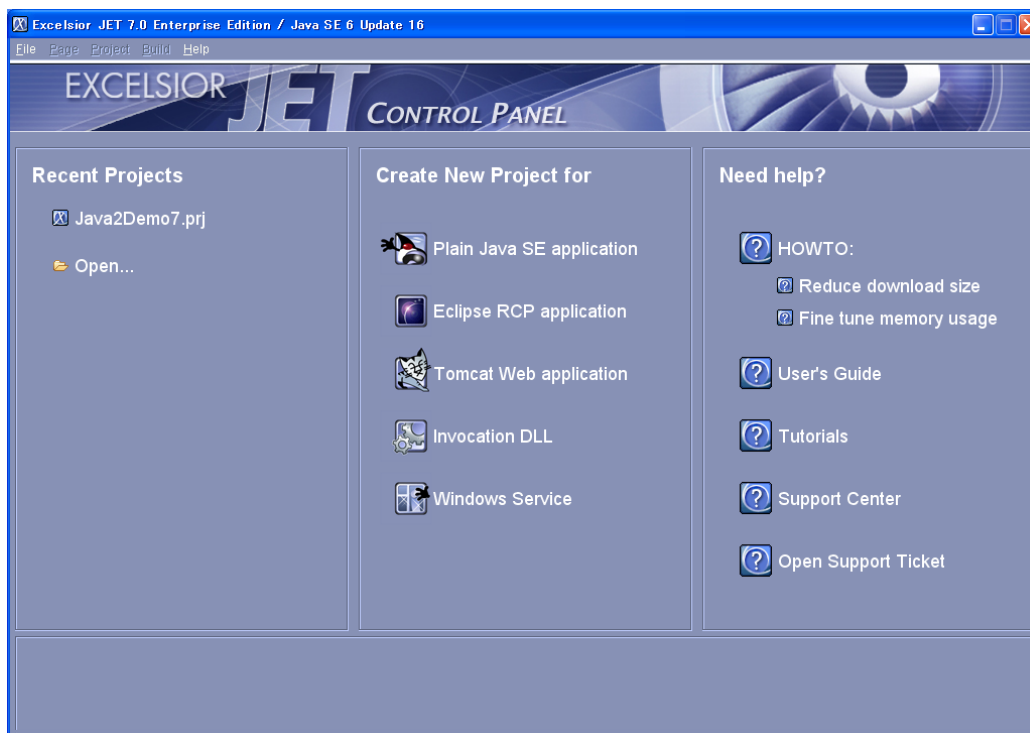 Excelsior JET 7.0 Enterprise Edition / Java SE 6 Update 16
File Page Project Build Help
EXCELSIOR JET CONTROL PANEL
Recent Projects
Java2Demo7.prj
Open...
Create New Project for
Plain Java SE application
Eclipse RCP application
Tomcat Web application
Invocation DLL
Windows Service
Need help?
HOWTO:
Reduce download size
Fine tune memory usage
User's Guide
Tutorials
Support Center
Open Support Ticket